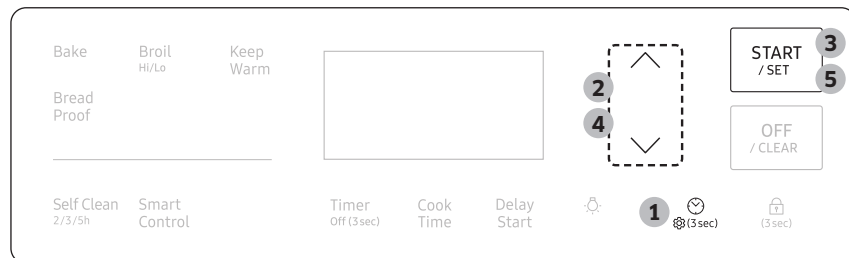 Bake
Broil
Hi/Lo
Keep
Warm
Bread
Proof
Self Clean
2/3/5h
Smart
Control
Timer
Off (3 sec)
Cook
Time
Delay
Start
2
4
1
(3 sec)
(3 sec)
START
/ SET
3
5
OFF
/ CLEAR